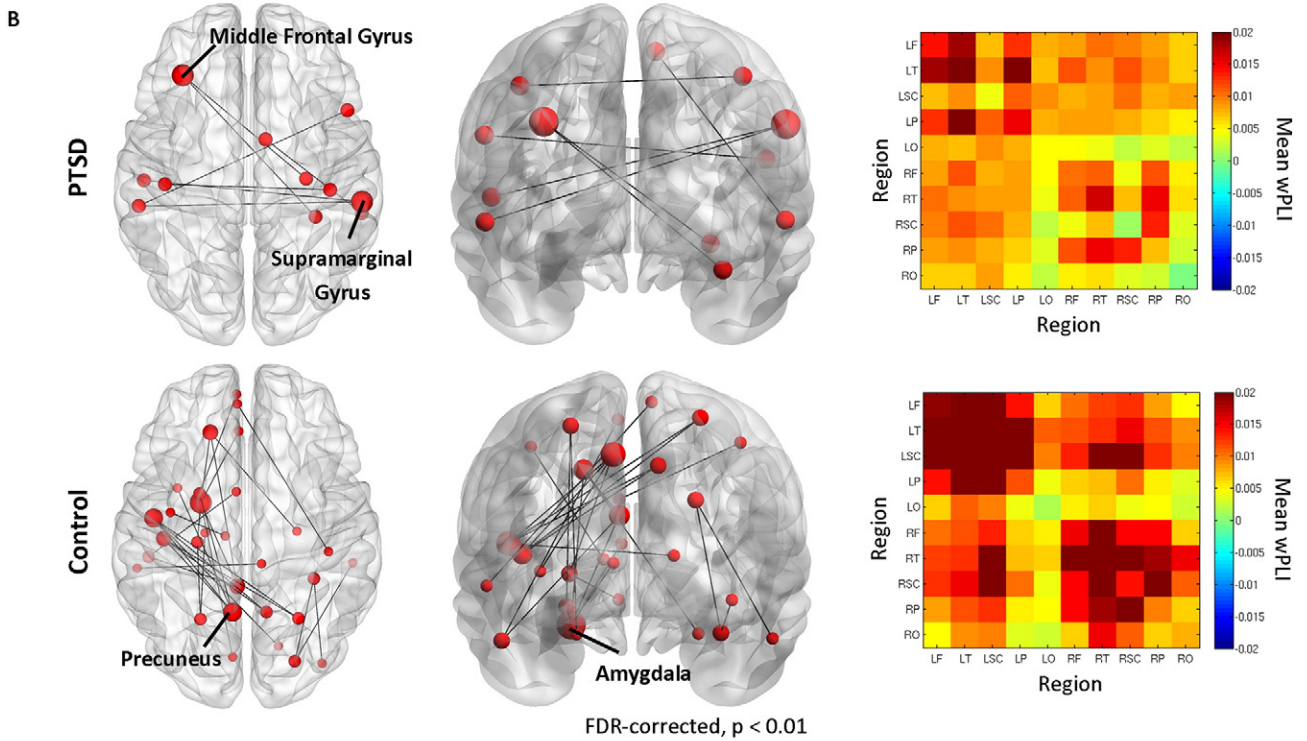 B
PTSD
Middle Frontal Gyrus
Supramarginal
Gyrus
LF
LT
LSC
LP
LO
RF
RT
RSC
RP
RO
Region
LF LT LSC LP LO RF RT RSC RP RO
Region
0.02
0.015
0.01
0.005
0
-0.005
-0.01
-0.015
-0.02
Mean wPLI
Control
Precuneus
Amygdala
FDR-corrected, p < 0.01
LF
LT
LSC
LP
LO
RF
RT
RSC
RP
RO
Region
LF LT LSC LP LO RF RT RSC RP RO
Region
0.02
0.015
0.01
0.005
0
-0.005
-0.01
-0.015
-0.02
Mean wPLI